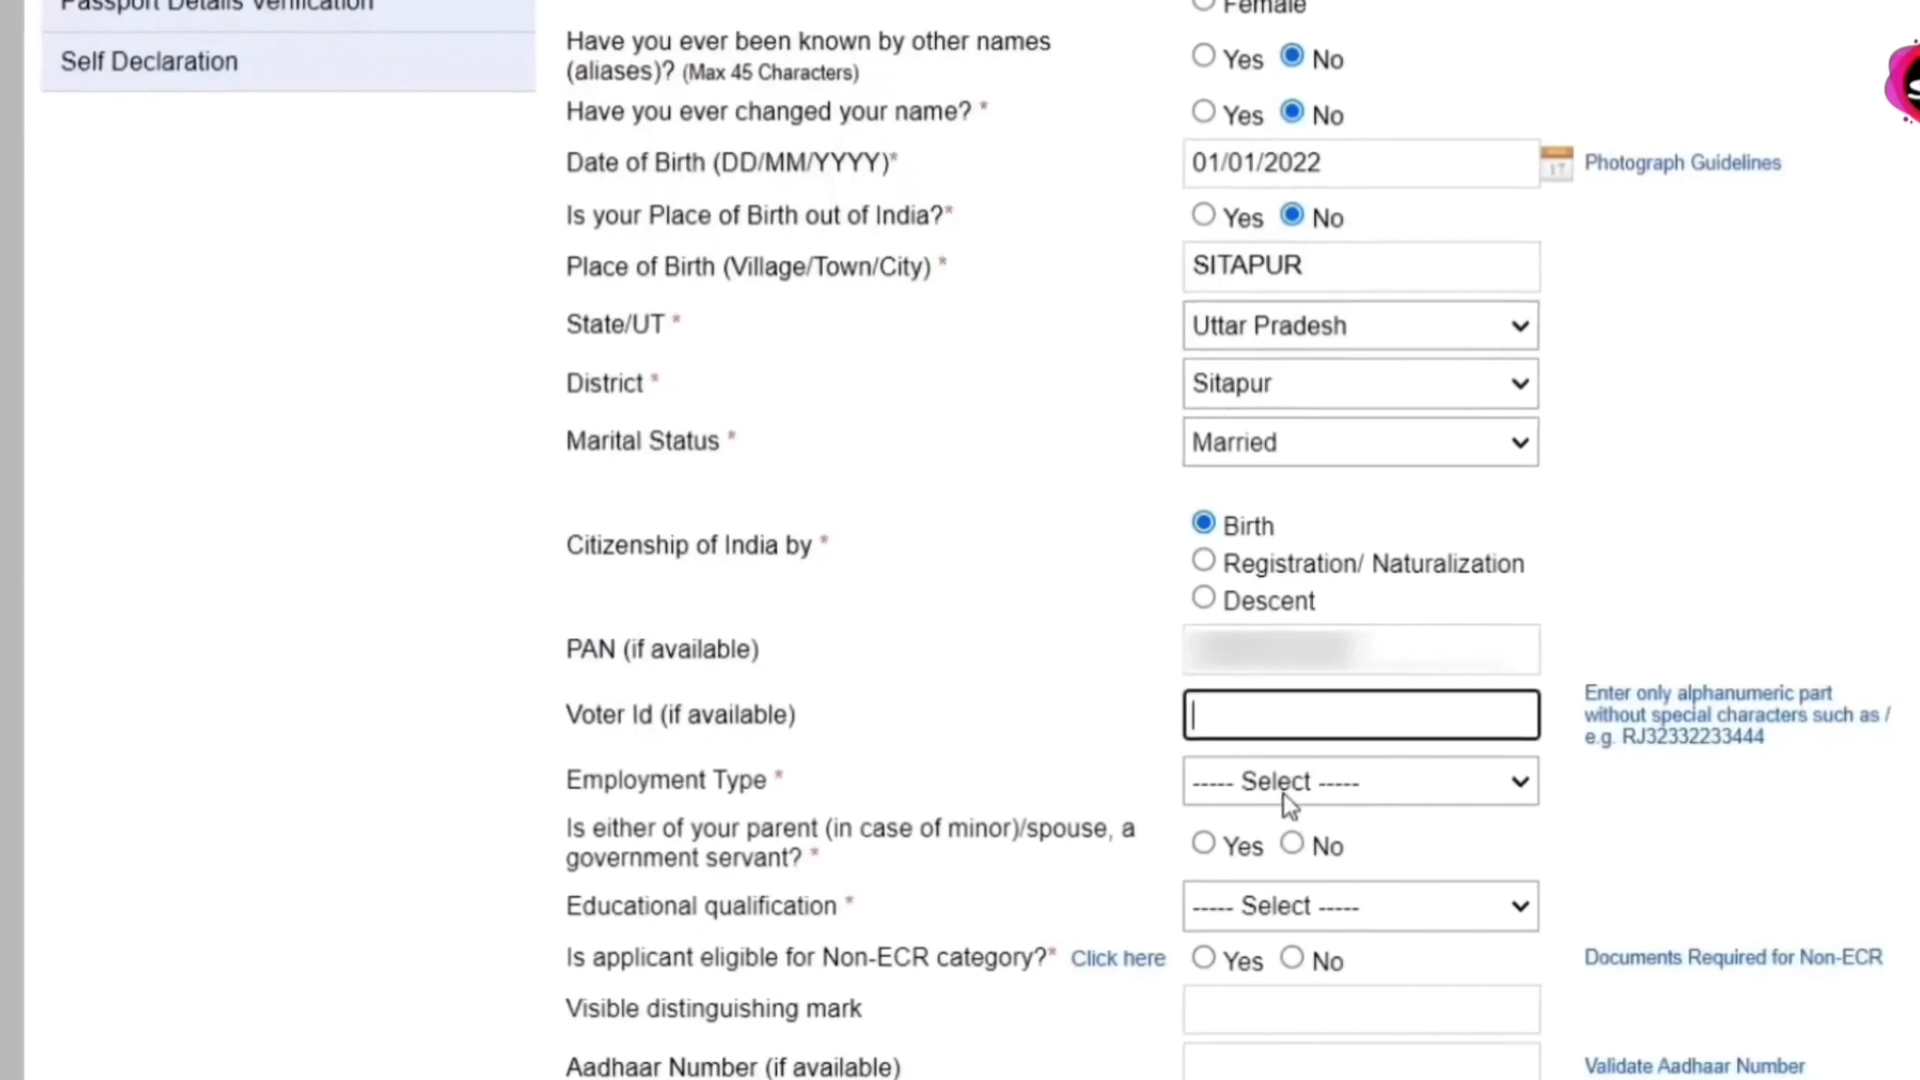 Passport Details Verification
Self Declaration
Female
Have you ever been known by other names (aliases)? (Max 45 Characters)
Yes No
Have you ever changed your name? *
Yes No
Date of Birth (DD/MM/YYYY)*
01/01/2022
Photograph Guidelines
Is your Place of Birth out of India?*
Yes No
Place of Birth (Village/Town/City) *
SITAPUR
State/UT *
Uttar Pradesh
District *
Sitapur
Marital Status *
Married
Citizenship of India by *
Birth
Registration/ Naturalization
Descent
PAN (if available)
Voter Id (if available)
Enter only alphanumeric part
without special characters such as /
e.g. RJ32332233444
Employment Type *
----- Select -----
Is either of your parent (in case of minor)/spouse, a
government servant? *
Yes No
Educational qualification *
----- Select -----
Is applicant eligible for Non-ECR category?* Click here
Yes No
Documents Required for Non-ECR
Visible distinguishing mark
Aadhaar Number (if available)
Validate Aadhaar Number